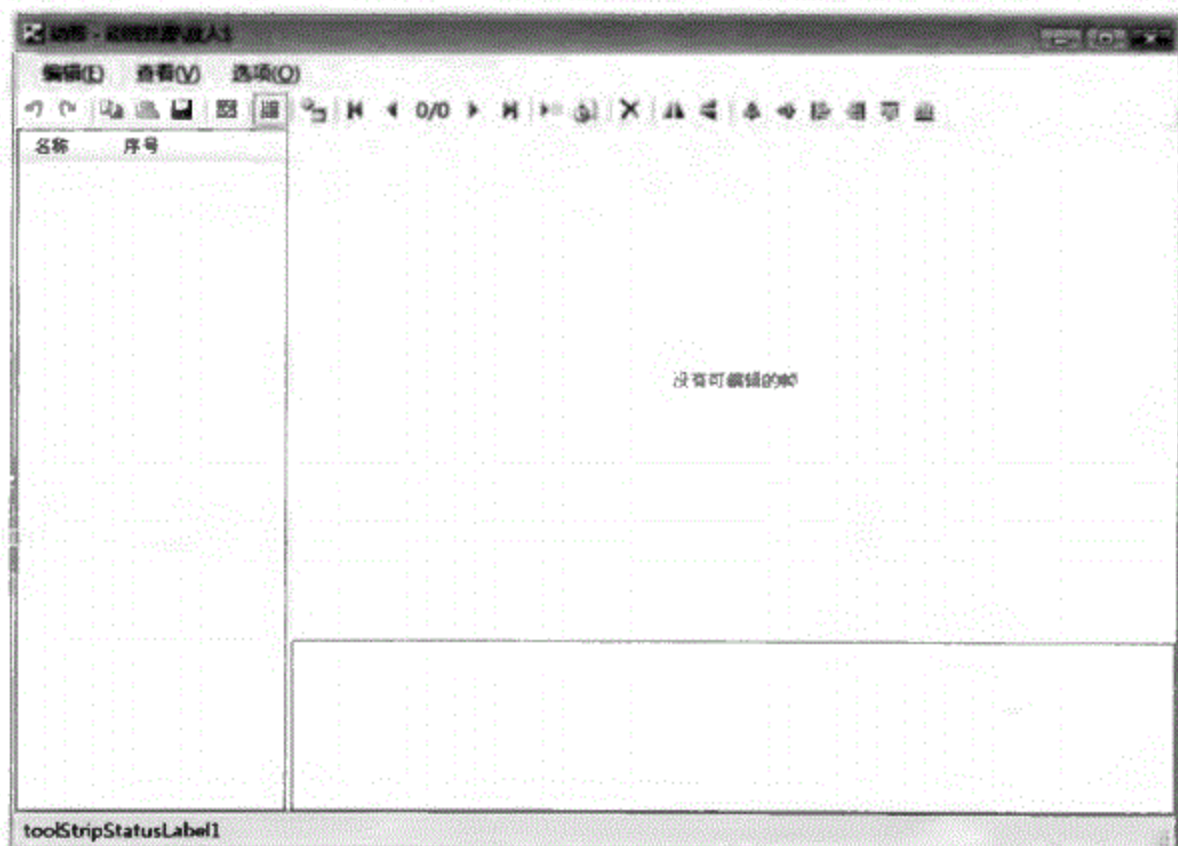 编辑(E) 查看(V) 选项(O)
0/0
名称 序号
没有可编辑的帧
toolStripStatusLabel1